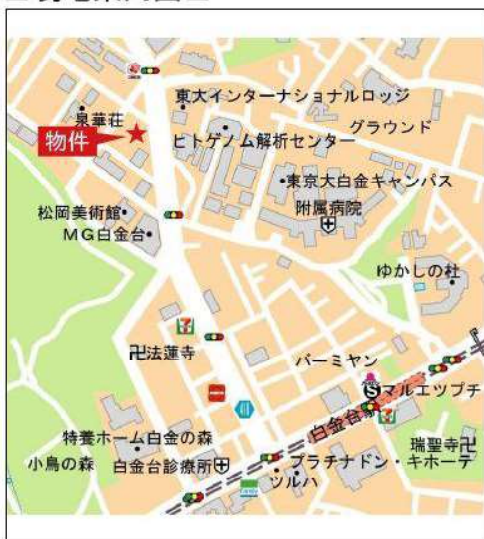 東大インターナショナルロッジ
泉華荘
物件
ヒトゲノム解析センター
グラウンド
東京大白金キャンパス
附属病院
松岡美術館
MG白金台
ゆかしの杜
卍法蓮寺
バーミヤン
マルエツプチ
白金台
特養ホーム白金の森
小鳥の森
白金台診療所
プラチナドン・キホーテ
ツルハ
瑞聖寺卍